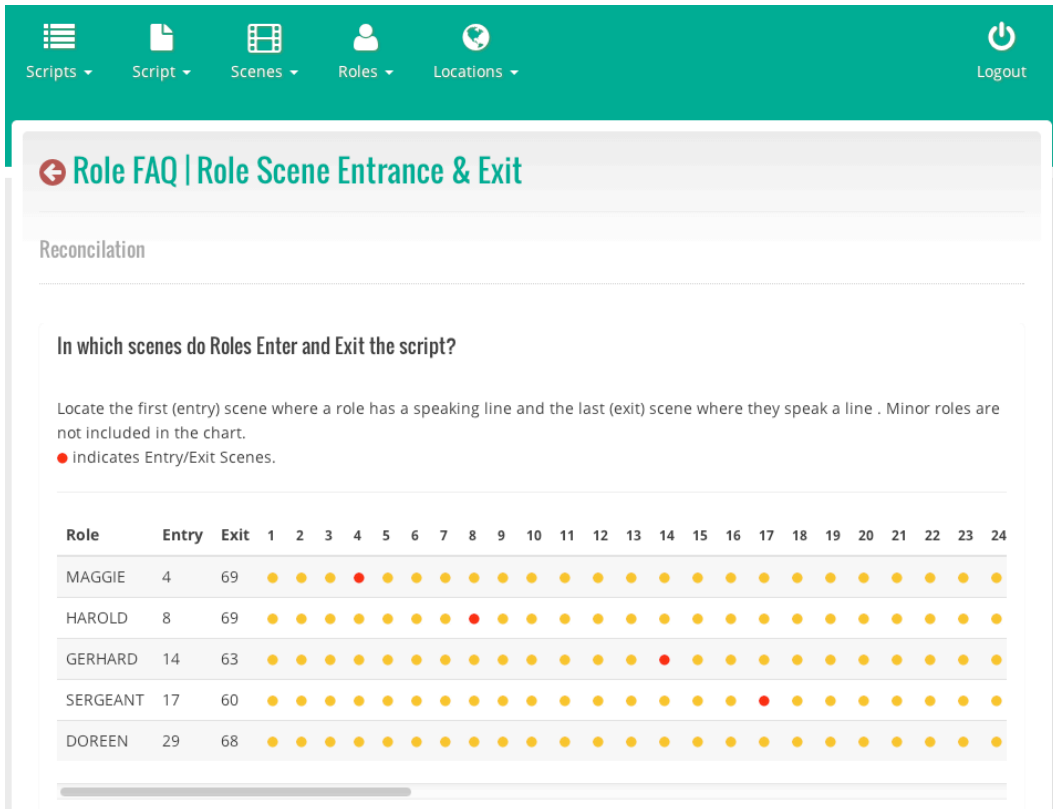 Scripts Script Scenes Roles Locations Logout
Role FAQ | Role Scene Entrance & Exit
Reconcilation
In which scenes do Roles Enter and Exit the script?
Locate the first (entry) scene where a role has a speaking line and the last (exit) scene where they speak a line . Minor roles are
not included in the chart.
indicates Entry/Exit Scenes.
Role Entry Exit 1 2 3 4 5 6 7 8 9 10 11 12 13 14 15 16 17 18 19 20 21 22 23 24
MAGGIE 4 69
HAROLD 8 69
GERHARD 14 63
SERGEANT 17 60
DOREEN 29 68